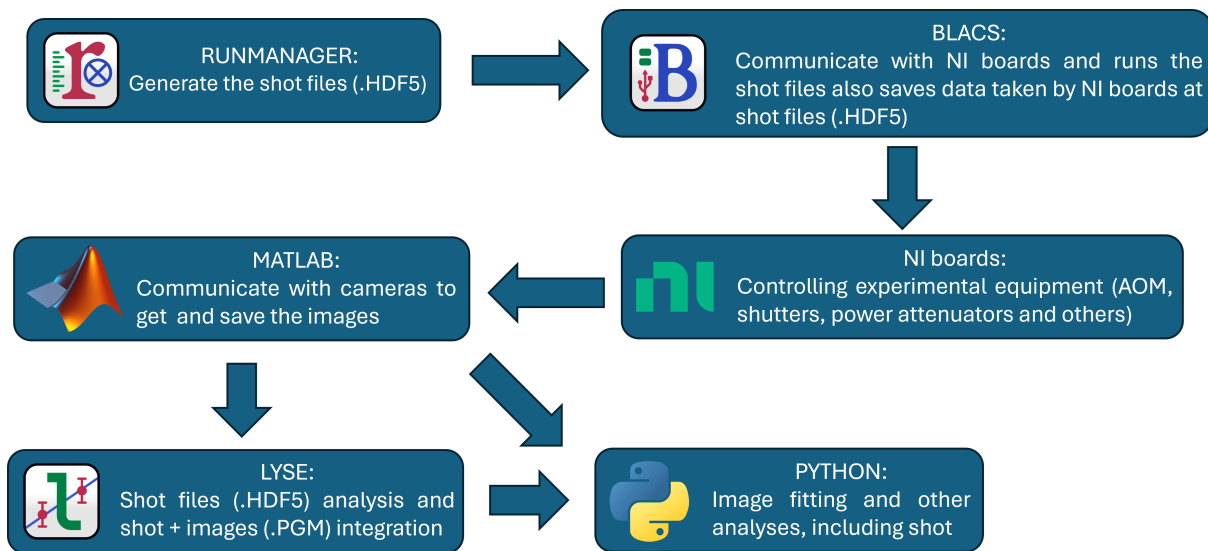 RUNMANAGER:
Generate the shot files (.HDF5)
BLACS:
Communicate with NI boards and runs the
shot files also saves data taken by NI boards at
shot files (.HDF5)
NI boards:
Controlling experimental equipment (AOM,
shutters, power attenuators and others)
MATLAB:
Communicate with cameras to
get and save the images
LYSE:
Shot files (.HDF5) analysis and
shot + images (.PGM) integration
PYTHON:
Image fitting and other
analyses, including shot